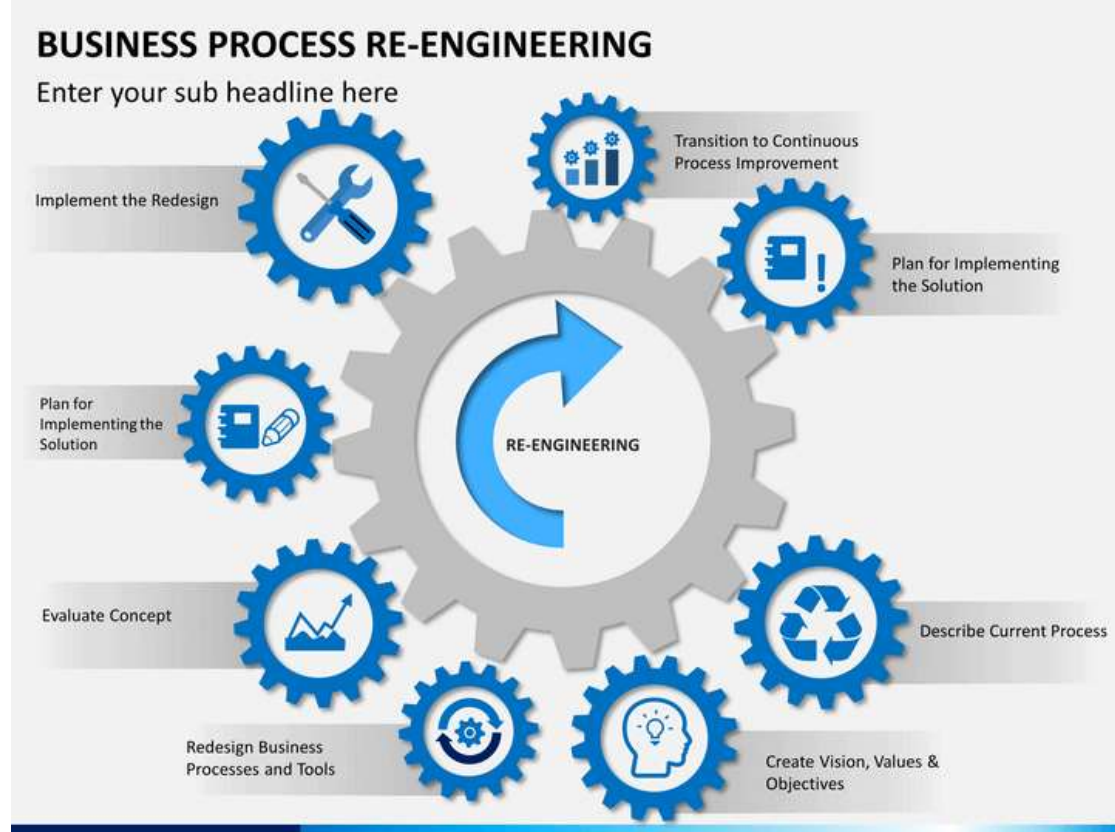 BUSINESS PROCESS RE-ENGINEERING
Enter your sub headline here
Transition to Continuous
Process Improvement
Implement the Redesign
Plan for Implementing
the Solution
Plan for
Implementing the
Solution
RE-ENGINEERING
Evaluate Concept
Describe Current Process
Redesign Business
Processes and Tools
Create Vision, Values &
Objectives